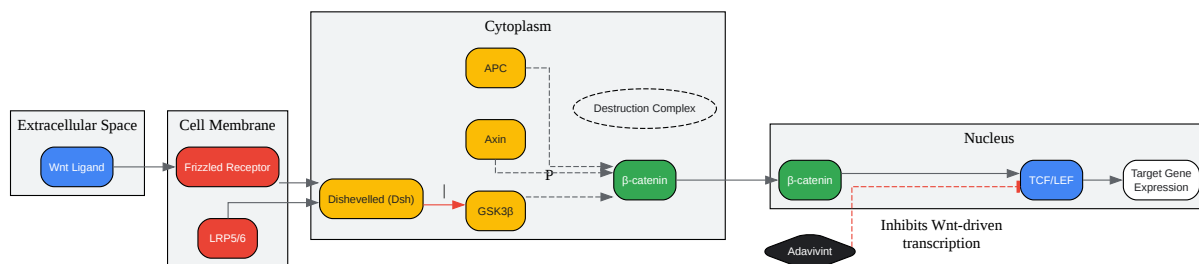 Extracellular Space
Wnt Ligand
Cell Membrane
Frizzled Receptor
LRP5/6
Cytoplasm
APC
Destruction Complex
Axin
P
β-catenin
Dishevelled (Dsh)
|
GSK3β
Nucleus
β-catenin
TCF/LEF
Target Gene
Expression
Inhibits Wnt-driven
transcription
Adavivint